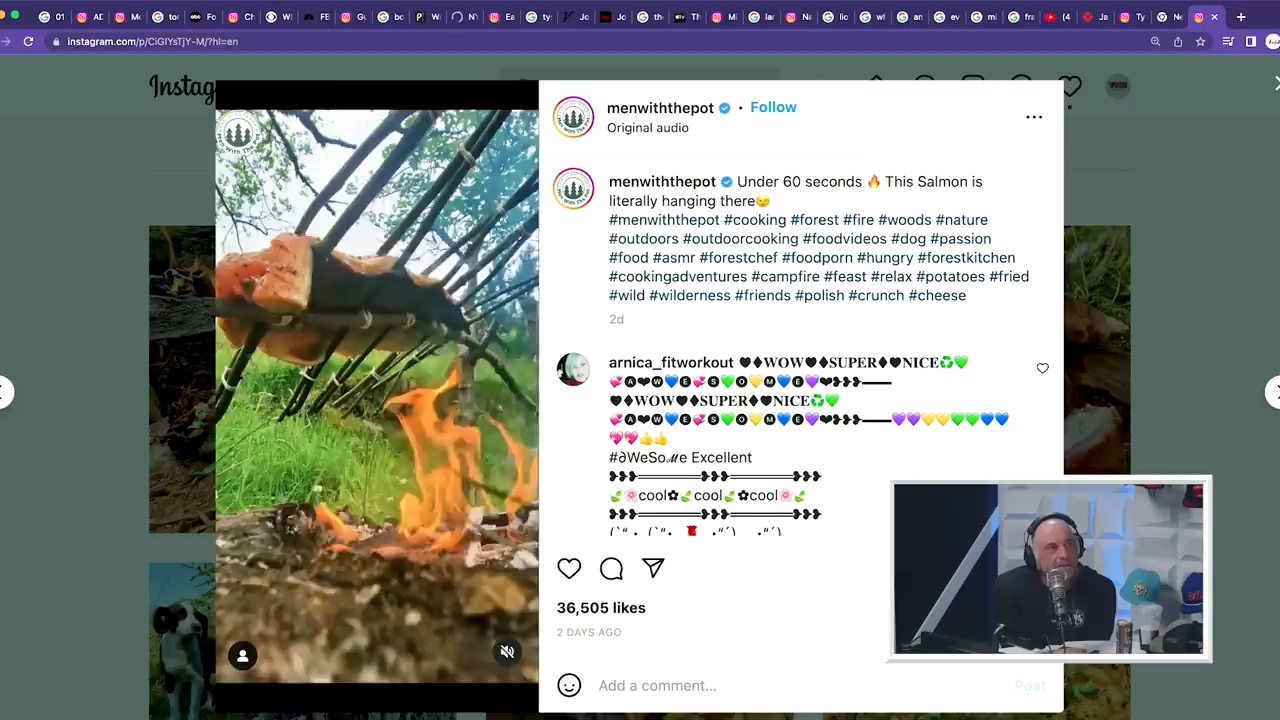 instagram.com/p/CiGIYsTjY-M/?hl=en
Instag
menwiththepot • Follow
Original audio
menwiththepot Under 60 seconds 🔥 This Salmon is
literally hanging there😉
#menwiththepot #cooking #forest #fire #woods #nature
#outdoors #outdoorcooking #foodvideos #dog #passion
#food #asmr #forestchef #foodporn #hungry #forestkitchen
#cookingadventures #campfire #feast #relax #potatoes #fried
#wild #wilderness #friends #polish #crunch #cheese
2d
arnica_fitworkout ♥♦𝐖𝐎𝐖♥♦𝐒𝐔𝐏𝐄𝐑♦♥𝐍𝐈𝐂𝐄♻️💚
💞🅐❤🅦💙🅔💞🅢💚🅞💛🅜💙🅔💜❤❥❥❥▬▬
♥♦𝐖𝐎𝐖♥♦𝐒𝐔𝐏𝐄𝐑♦♥𝐍𝐈𝐂𝐄♻️💚
💞🅐❤🅦💙🅔💞🅢💚🅞💛🅜💙🅔💜❤❥❥❥▬▬💜💜💛💛💚💚💙💙
💖💖👍👍
#∂WeSo𝓜e Excellent
❥❥❥════❥❥❥════❥❥❥
🍃🌸cool✿🍃cool🍃✿cool🌸🍃
❥❥❥════❥❥❥════❥❥❥
36,505 likes
2 DAYS AGO
Add a comment...
Post